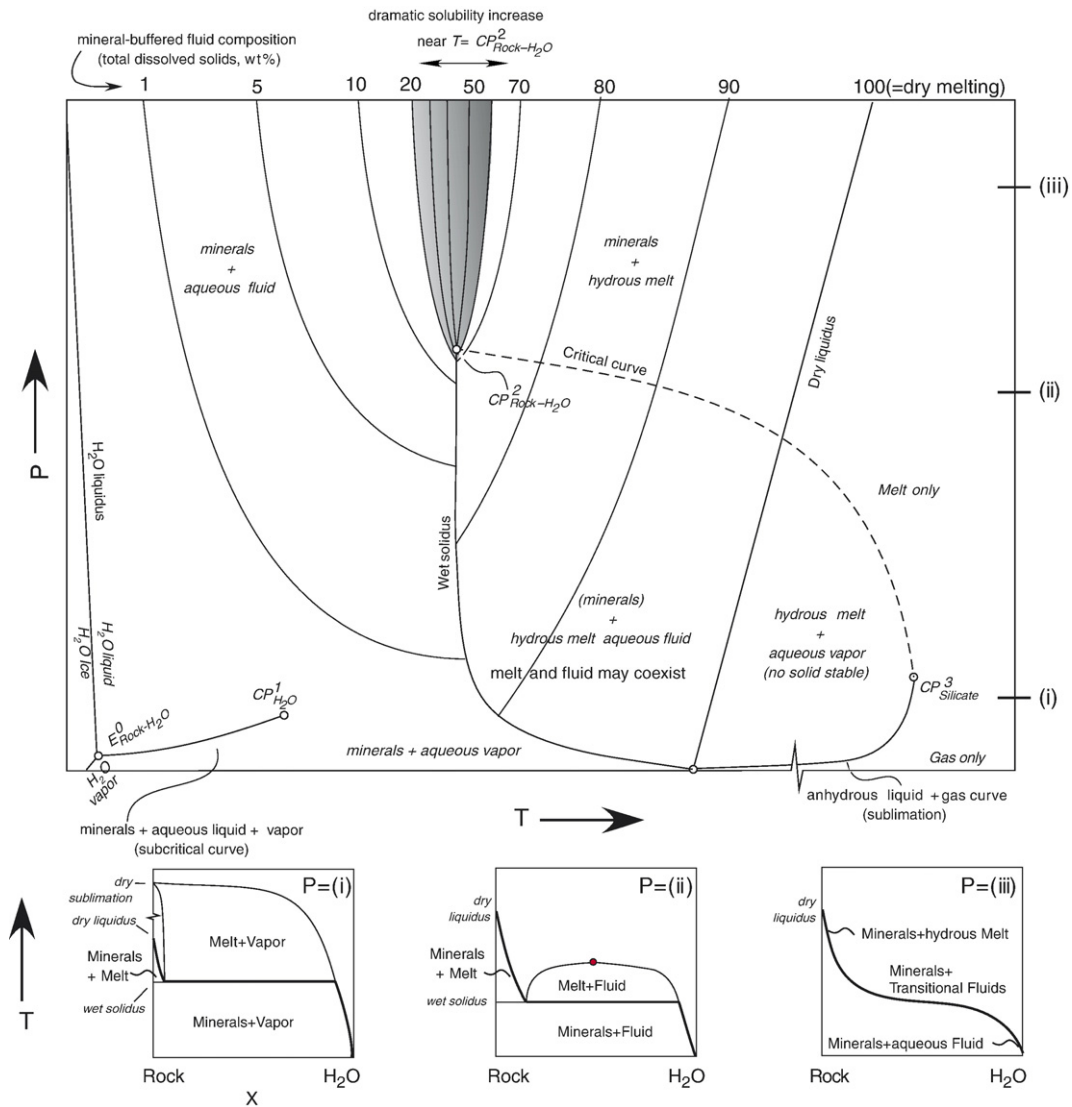 dramatic solubility increase
near T= CP²Rock–H₂O
mineral-buffered fluid composition
(total dissolved solids, wt%)
1 5 10 20 50 70 80 90 100(=dry melting)
(iii)
minerals
+
aqueous fluid
minerals
+
hydrous melt
Critical curve
Dry liquidus
CP²Rock–H₂O
(ii)
P
H₂O liquidus
Melt only
Wet solidus
(minerals)
+
hydrous melt aqueous fluid
melt and fluid may coexist
hydrous melt
+
aqueous vapor
(no solid stable)
H₂O Ice
H₂O liquid
CP³Silicate
(i)
E⁰Rock-H₂O
CP¹H₂O
minerals + aqueous vapor
Gas only
H₂O
vapor
T
anhydrous liquid + gas curve
(sublimation)
minerals + aqueous liquid + vapor
(subcritical curve)
T
dry
sublimation
dry liquidus
Minerals
+ Melt
wet solidus
P=(i)
Melt+Vapor
Minerals+Vapor
Rock H₂O
X
dry
liquidus
Minerals
+ Melt
wet solidus
P=(ii)
Melt+Fluid
Minerals+Fluid
Rock H₂O
dry
liquidus
P=(iii)
Minerals+hydrous Melt
Minerals+
Transitional Fluids
Minerals+aqueous Fluid
Rock H₂O